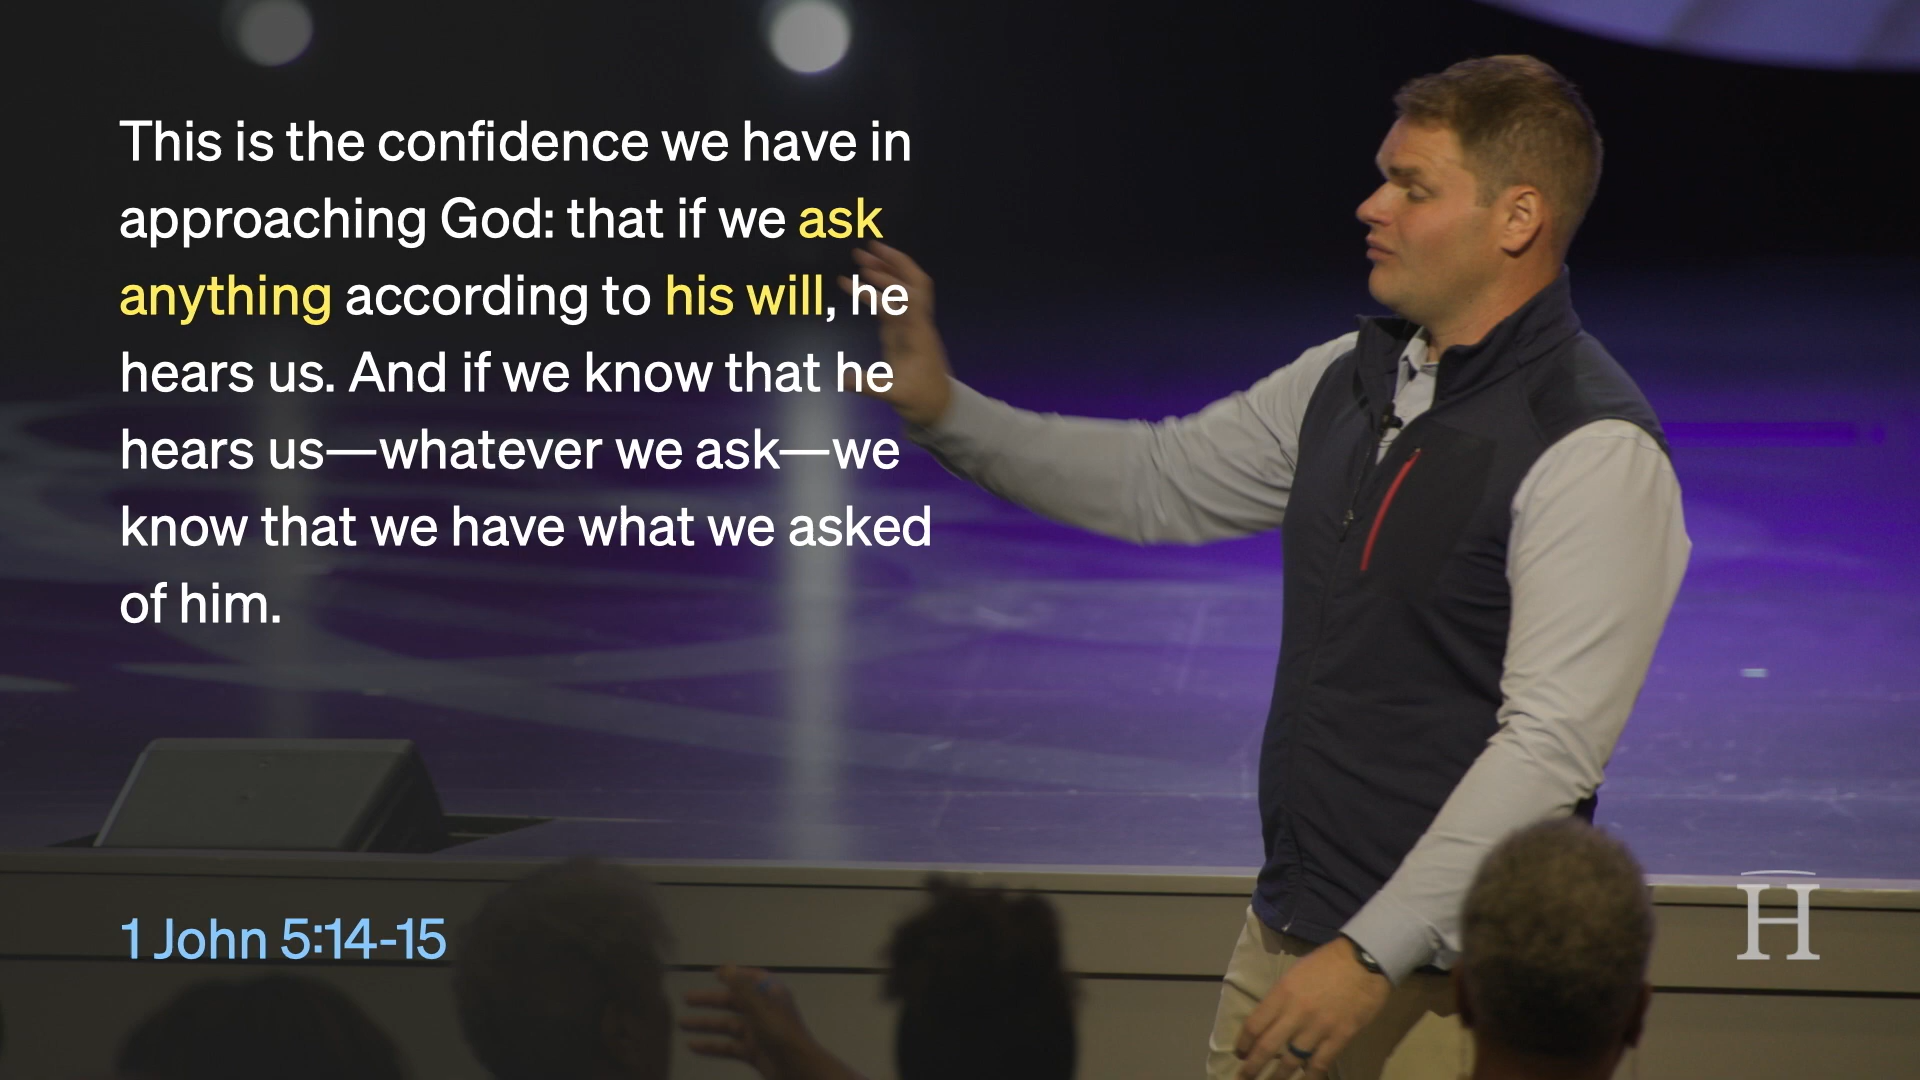 This is the confidence we have in
approaching God: that if we ask
anything according to his will, he
hears us. And if we know that he
hears us—whatever we ask—we
know that we have what we asked
of him.
1 John 5:14-15
H